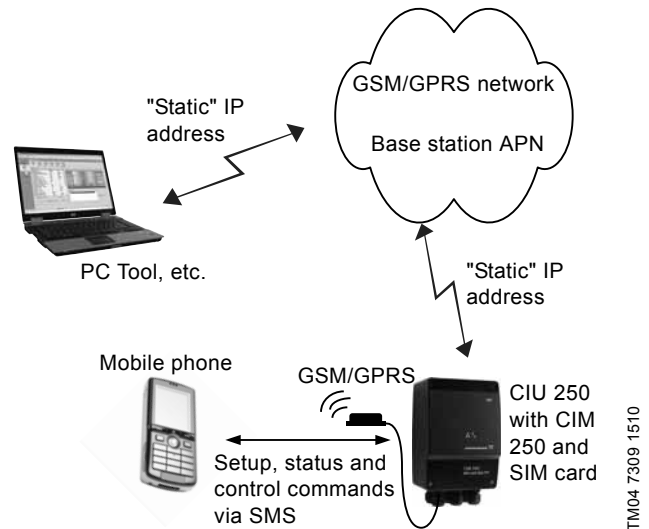 GSM/GPRS network
Base station APN
"Static" IP
address
PC Tool, etc.
"Static" IP
address
Mobile phone
GSM/GPRS
CIU 250
with CIM
250 and
SIM card
Setup, status and
control commands
via SMS
TM04 7309 1510